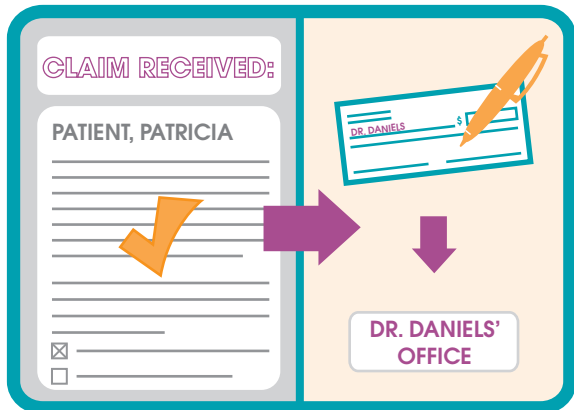 CLAIM RECEIVED:
PATIENT, PATRICIA
DR. DANIELS
$
DR. DANIELS’
OFFICE